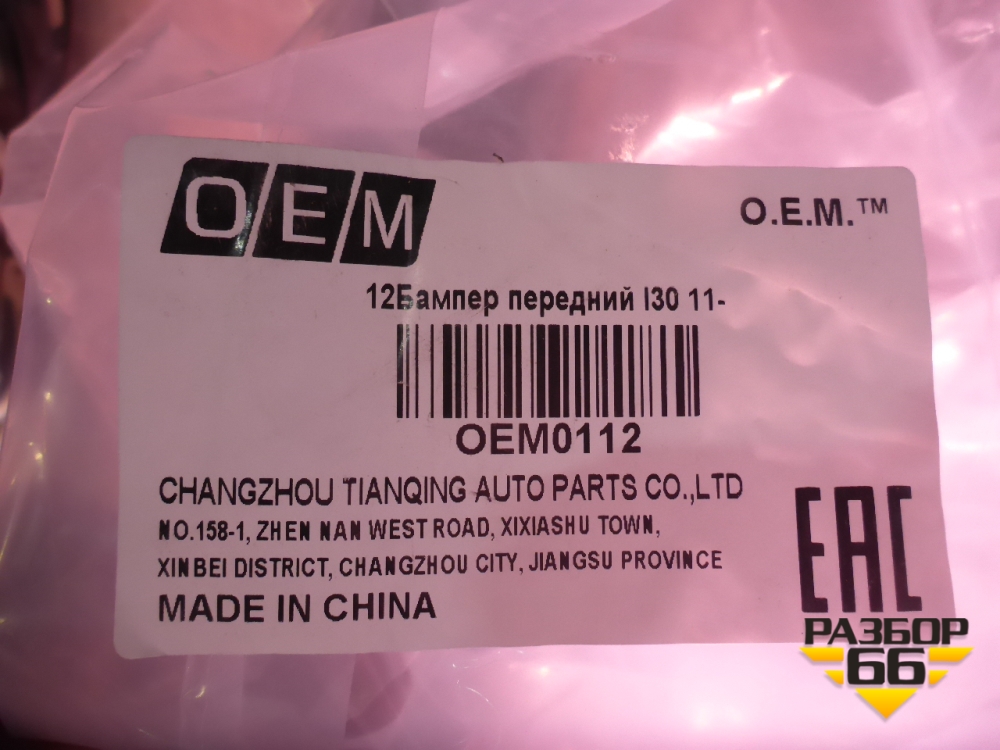 OEM
O.E.M.™
12Бампер передний I30 11-
OEM0112
CHANGZHOU TIANQING AUTO PARTS CO.,LTD
NO.158-1, ZHEN NAN WEST ROAD, XIXIASHU TOWN,
XINBEI DISTRICT, CHANGZHOU CITY, JIANGSU PROVINCE
MADE IN CHINA
EAC
РАЗБОР
66